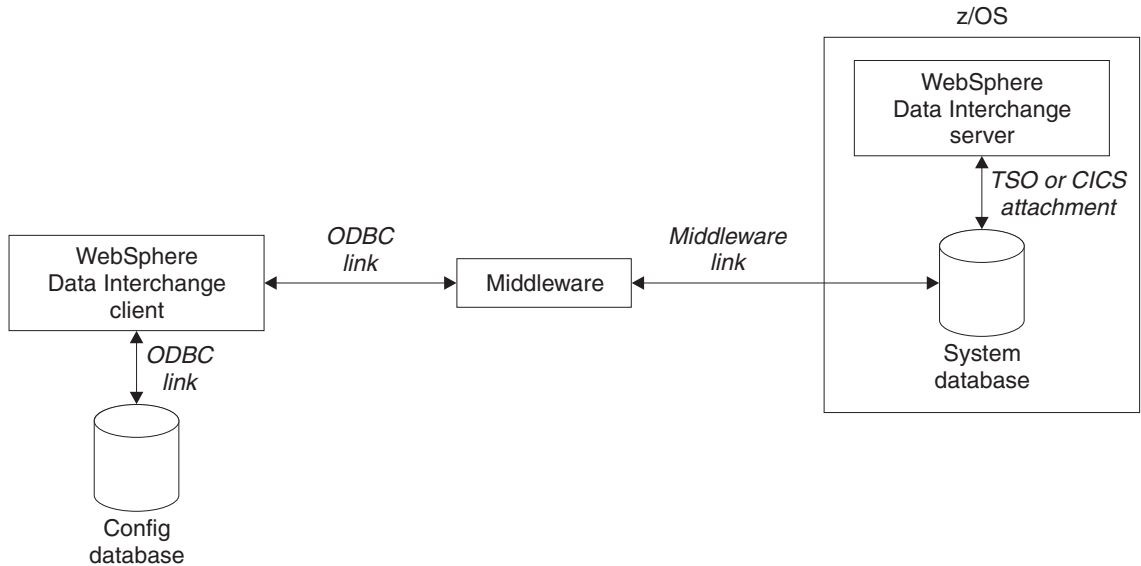 z/OS
WebSphere
Data Interchange
server
TSO or CICS
attachment
ODBC
link
Middleware
link
WebSphere
Data Interchange
client
Middleware
ODBC
link
System
database
Config
database